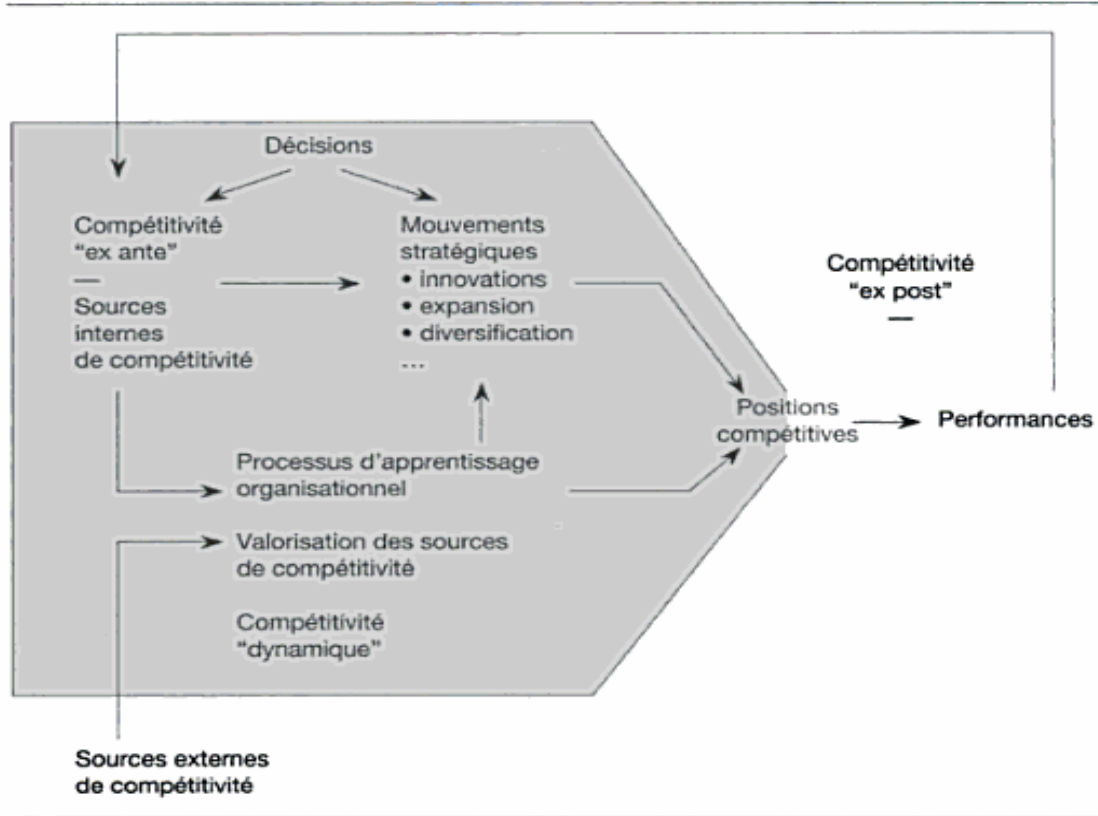 Décisions
Compétitivité
“ex ante”
—
Sources
internes
de compétitivité
Mouvements
stratégiques
• innovations
• expansion
• diversification
...
Compétitivité
“ex post”
—
Positions
compétitives
Performances
Processus d’apprentissage
organisationnel
Valorisation des sources
de compétitivité
Compétitivité
“dynamique”
Sources externes
de compétitivité